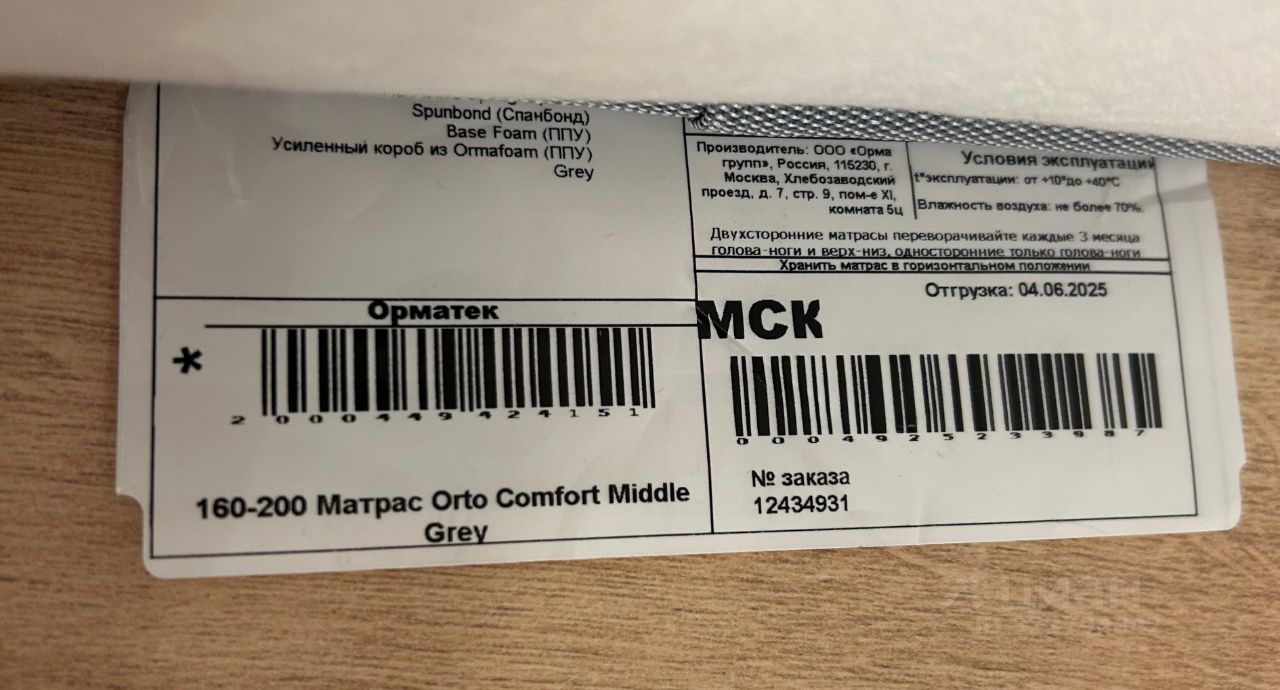 Spunbond (Спанбонд)
Base Foam (ППУ)
Усиленный короб из Ormafoam (ППУ)
Grey
Производитель: ООО «Орма
групп», Россия, 115230, г.
Москва, Хлебозаводский
проезд, д. 7, стр. 9, пом-е XI,
комната 5ц
Условия эксплуатации
t°эксплуатации: от +10°до +40°C
Влажность воздуха: не более 70%.
Двухсторонние матрасы переворачивайте каждые 3 месяца
голова-ноги и верх-низ, односторонние только голова-ноги
Хранить матрас в горизонтальном положении
Орматек
*
2000449424151
160-200 Матрас Orto Comfort Middle
Grey
Отгрузка: 04.06.2025
МСК
0004925233987
№ заказа
12434931